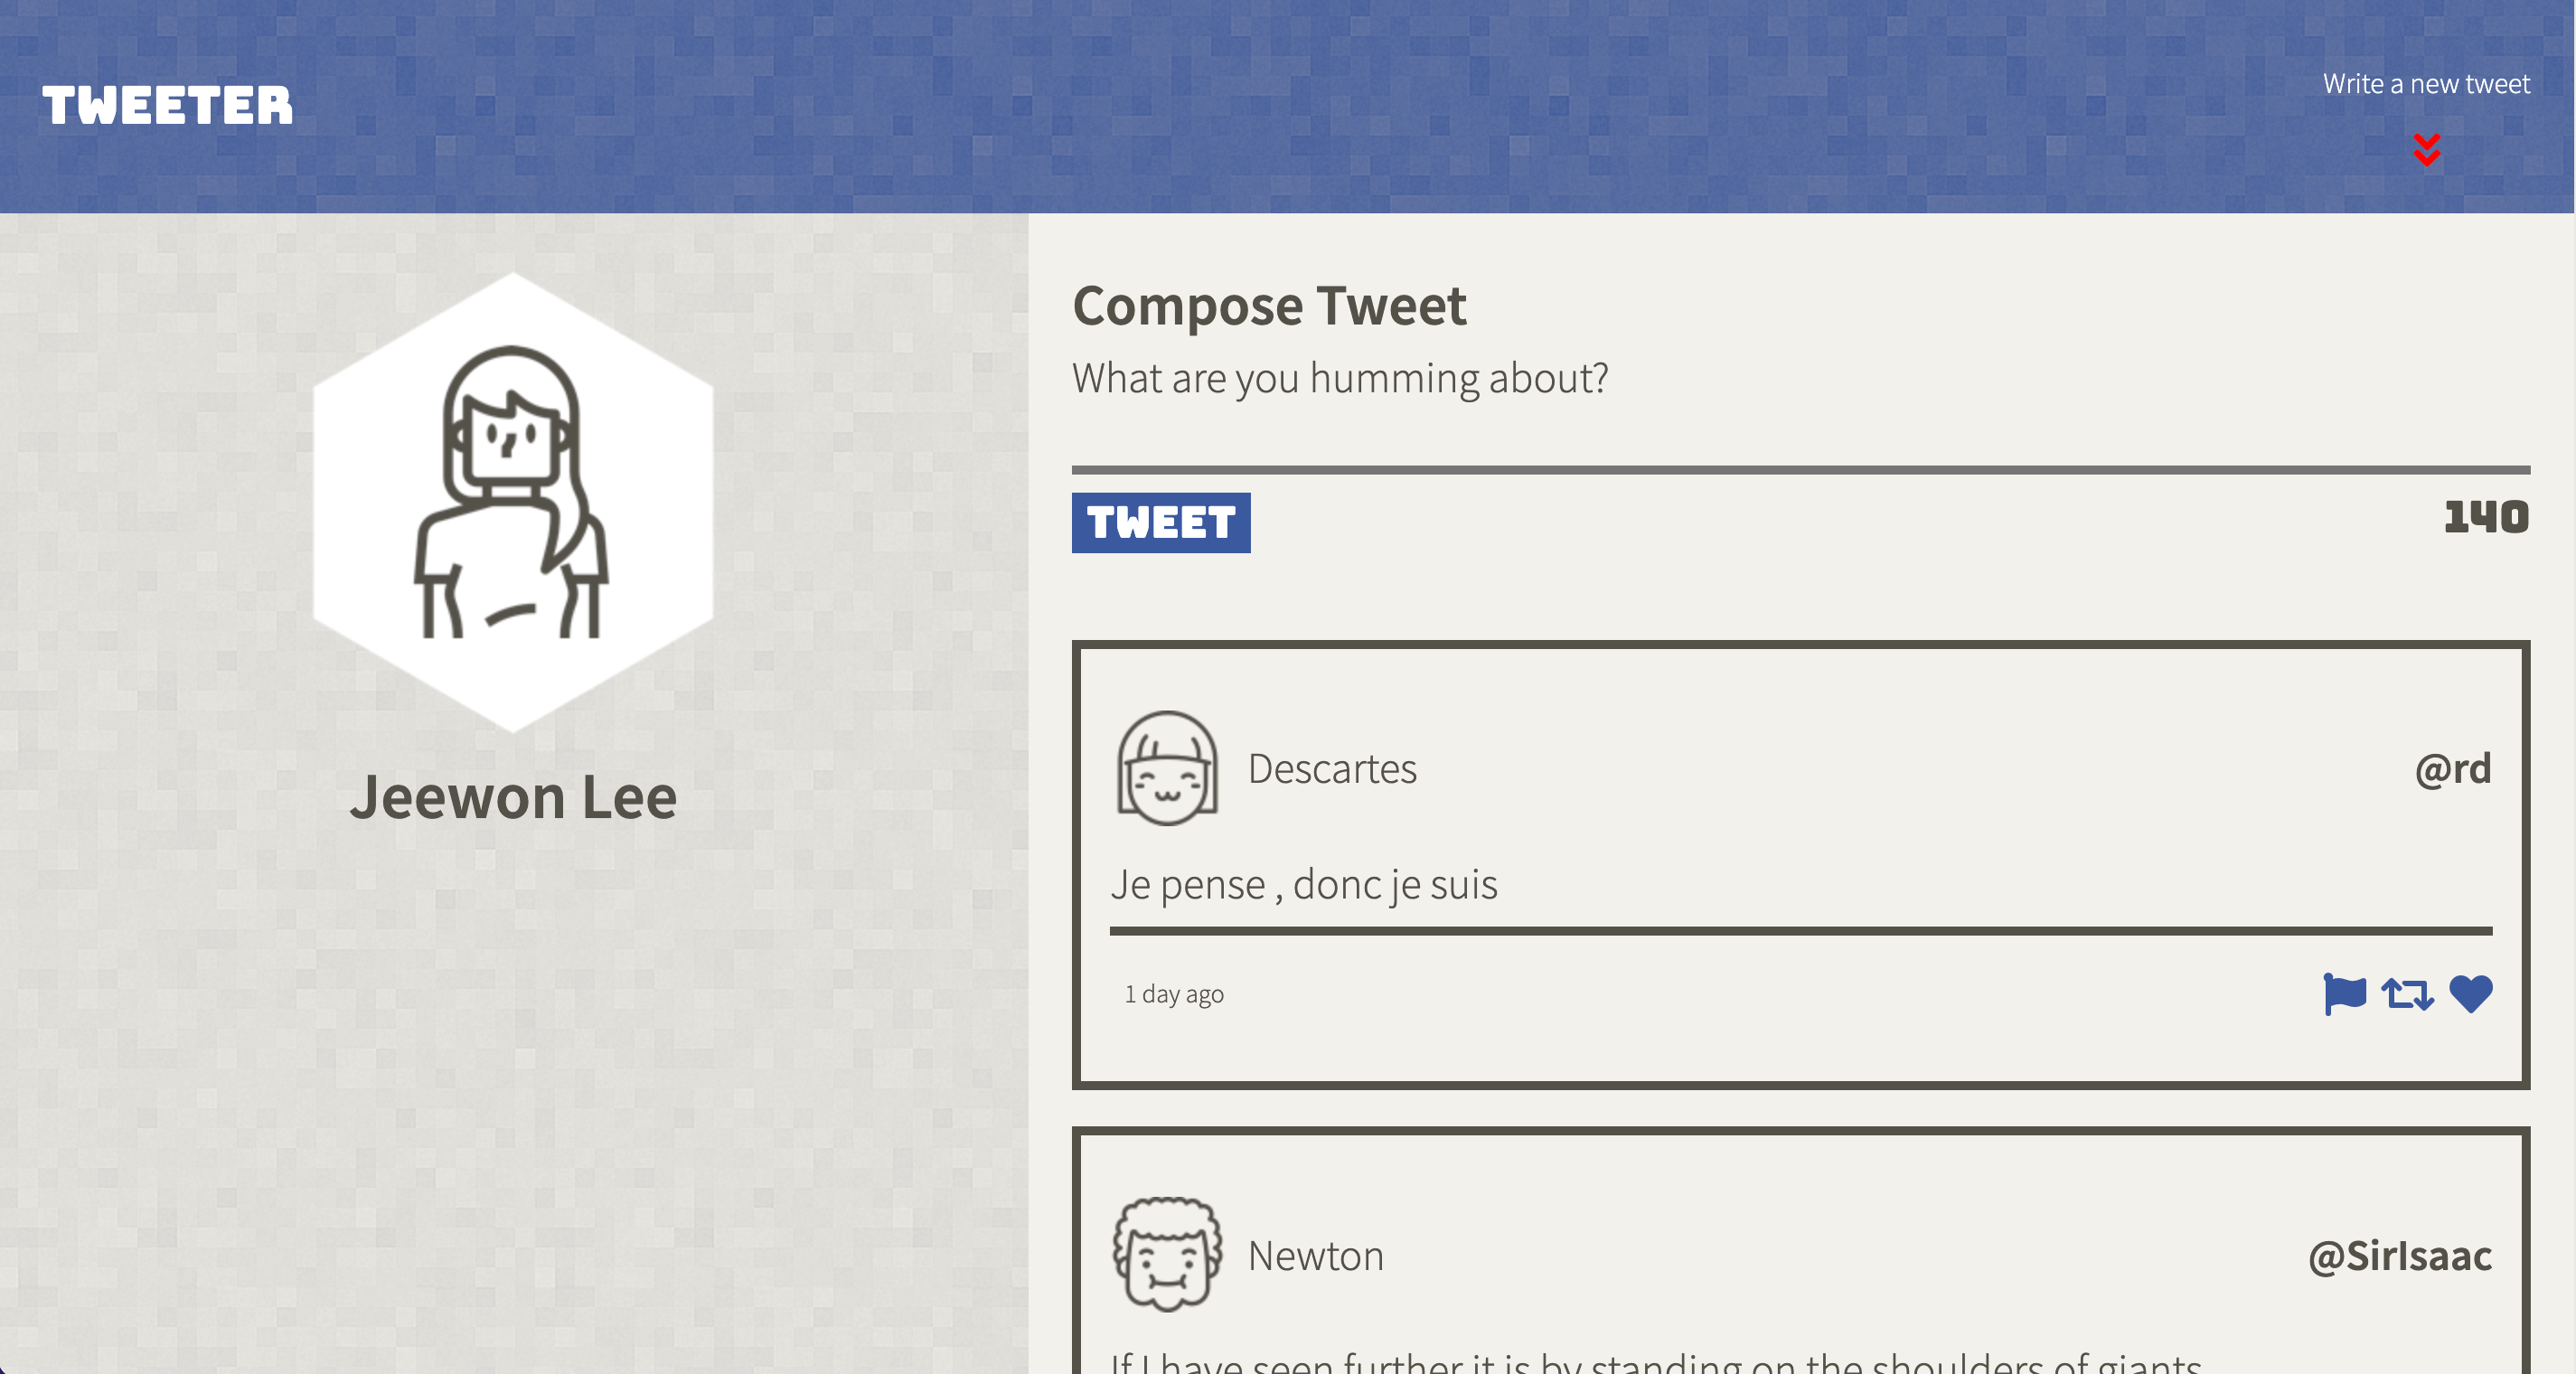 TWEETER
Write a new tweet
Jeewon Lee
Compose Tweet
What are you humming about?
TWEET
140
Descartes
@rd
Je pense , donc je suis
1 day ago
Newton
@SirIsaac
If I have seen further it is by standing on the shoulders of giants